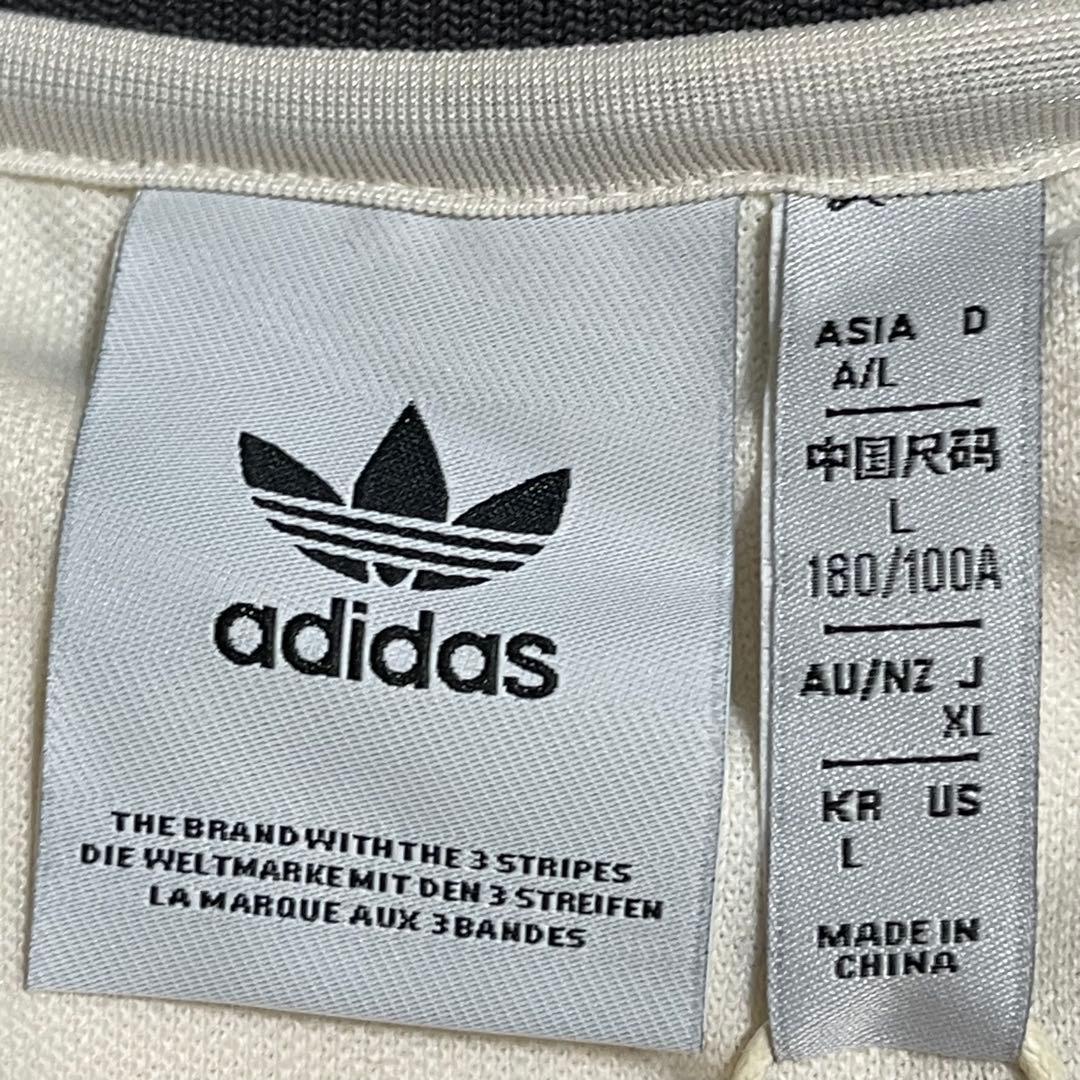 adidas
THE BRAND WITH THE 3 STRIPES
DIE WELTMARKE MIT DEN 3 STREIFEN
LA MARQUE AUX 3 BANDES
ASIA D
A/L
中国尺码
L
180/100A
AU/NZ J
XL
KR US
L
MADE IN
CHINA